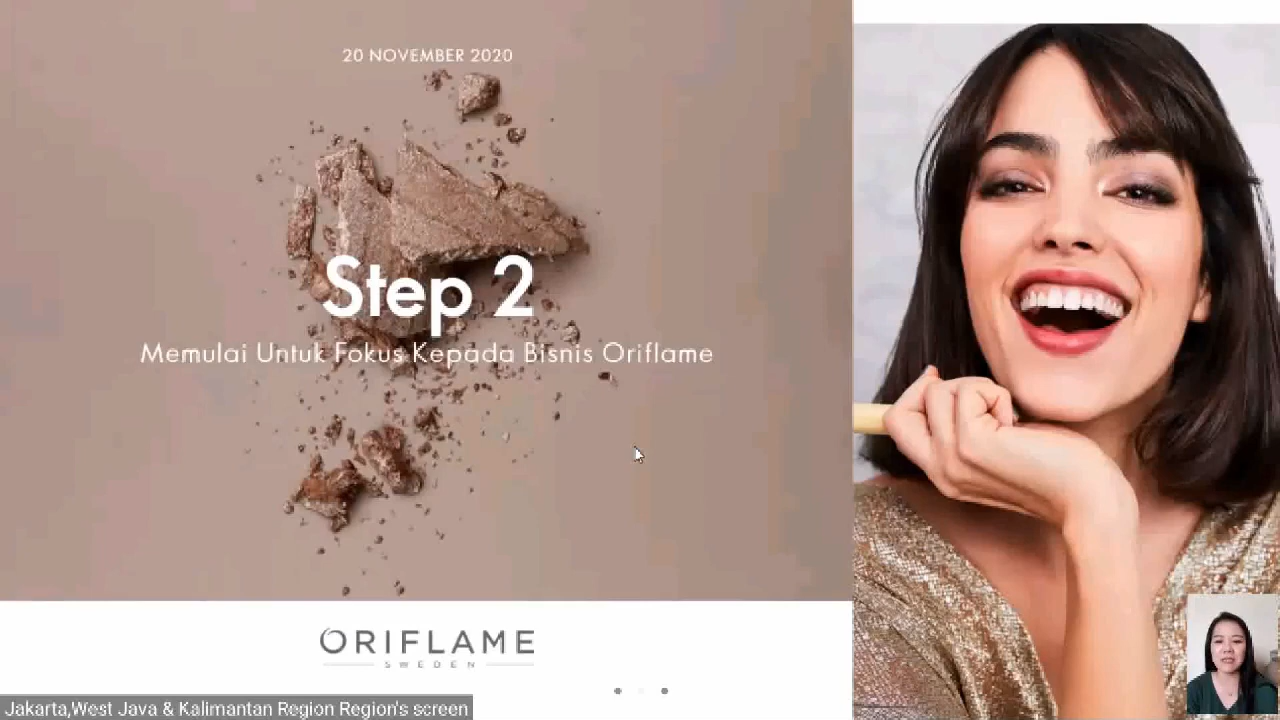 20 NOVEMBER 2020
Step 2
Memulai Untuk Fokus Kepada Bisnis Oriflame
ORIFLAME
SWEDEN
Jakarta,West Java & Kalimantan Region Region's screen